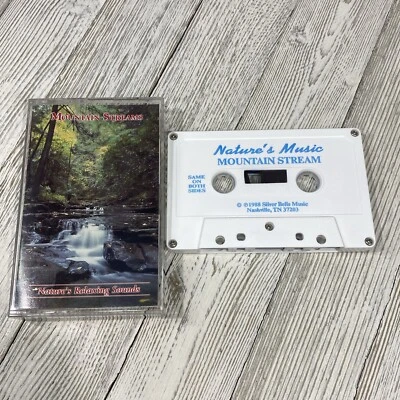 Mountain Streams
Nature's Relaxing Sounds
Nature's Music
MOUNTAIN STREAM
SAME
ON
BOTH
SIDES
© ℗1988 Silver Bells Music
Nashville, TN 37203